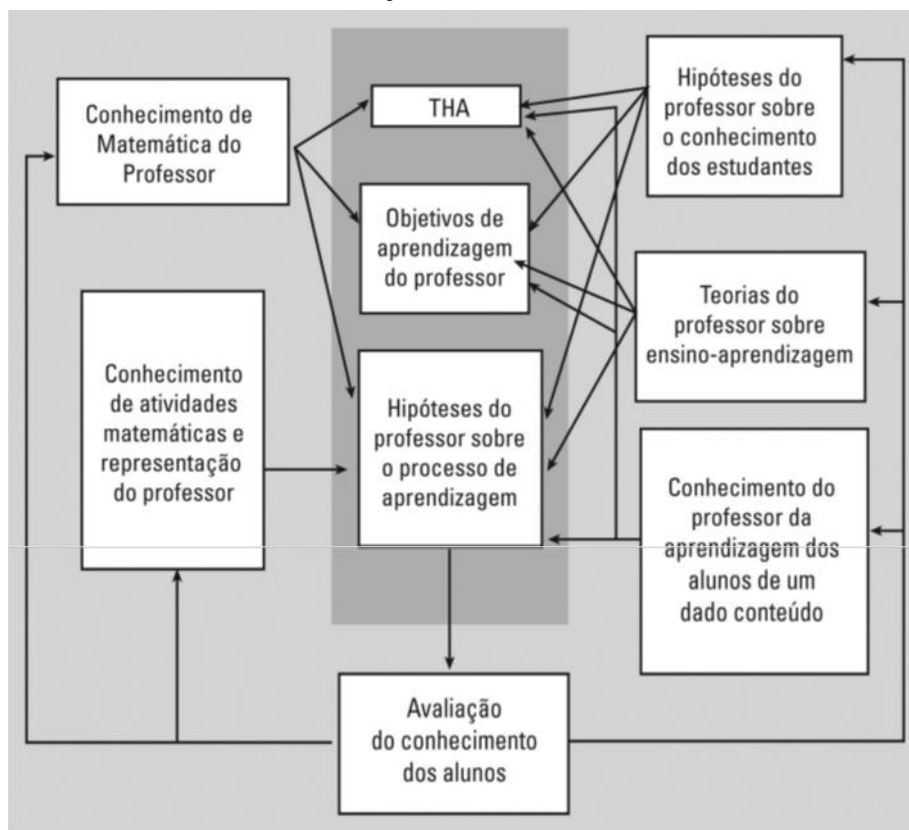 Conhecimento de
Matemática do
Professor
THA
Hipóteses do
professor sobre
o conhecimento
dos estudantes
Objetivos de
aprendizagem
do professor
Teorias do
professor sobre
ensino-aprendizagem
Conhecimento
de atividades
matemáticas e
representação
do professor
Hipóteses do
professor sobre
o processo de
aprendizagem
Conhecimento do
professor da
aprendizagem dos
alunos de um
dado conteúdo
Avaliação
do conhecimento
dos alunos